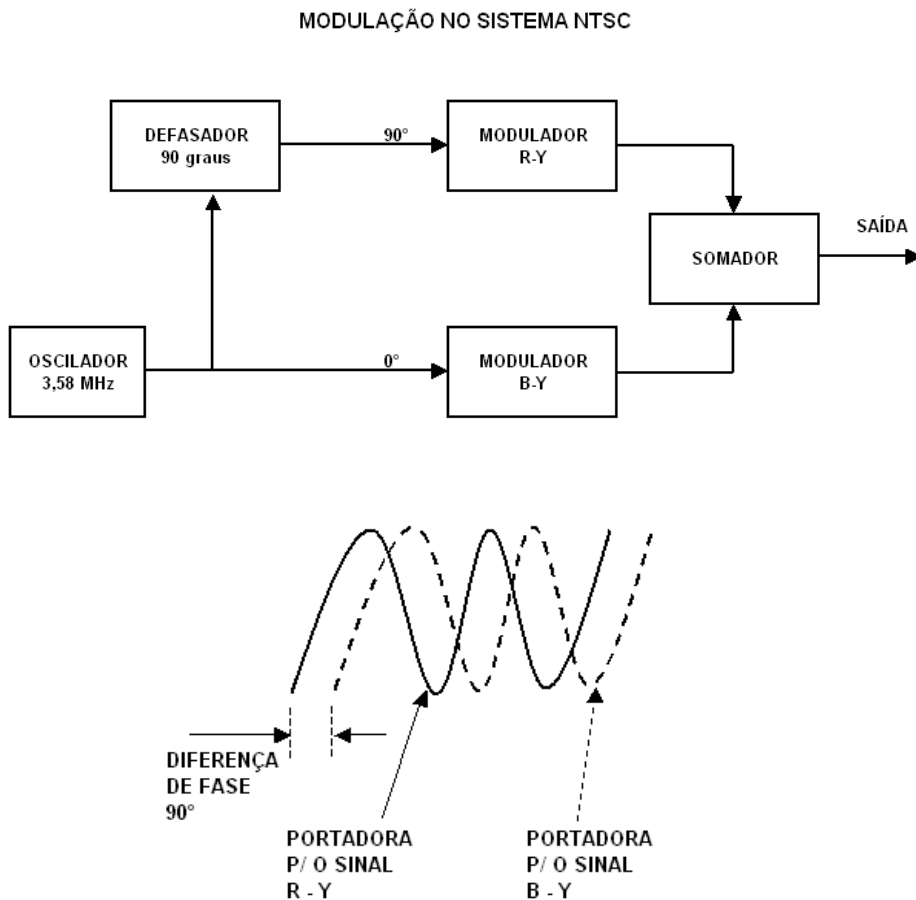 MODULAÇÃO NO SISTEMA NTSC
DEFASADOR
90 graus
90°
MODULADOR
R-Y
SOMADOR
SAÍDA
OSCILADOR
3,58 MHz
0°
MODULADOR
B-Y
DIFERENÇA
DE FASE
90°
PORTADORA
P/ O SINAL
R - Y
PORTADORA
P/ O SINAL
B - Y